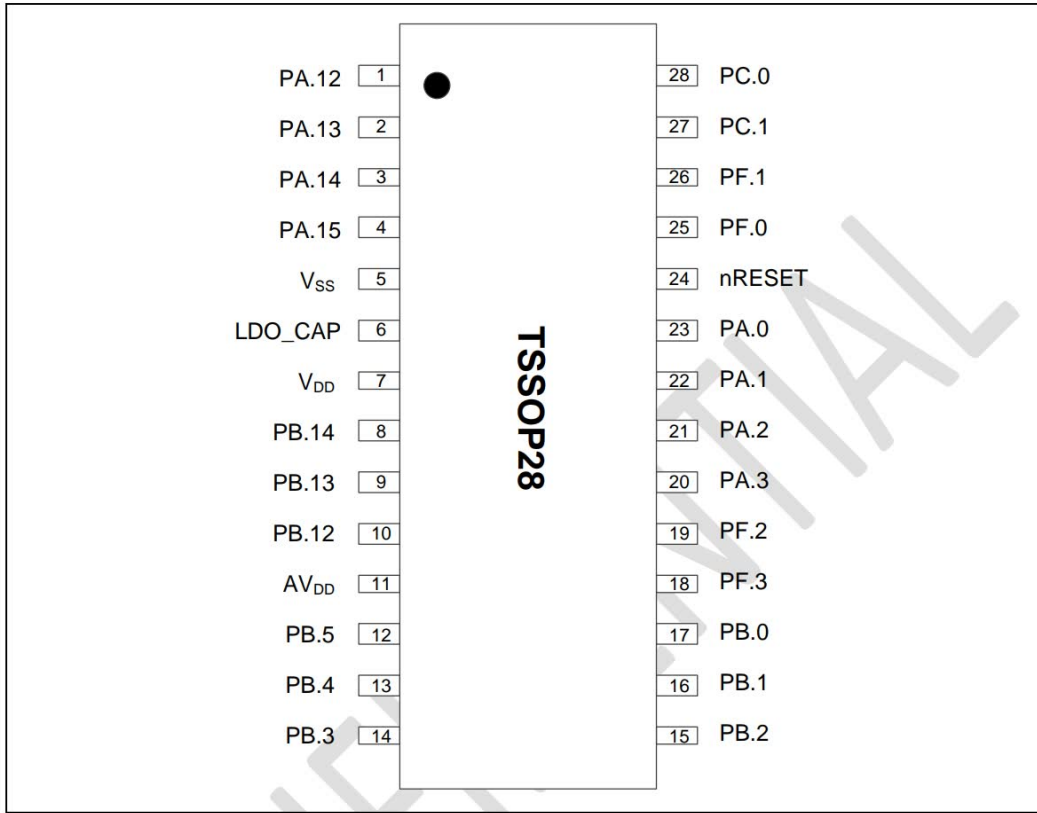 PA.12 1
PA.13 2
PA.14 3
PA.15 4
VSS 5
LDO_CAP 6
VDD 7
PB.14 8
PB.13 9
PB.12 10
AVDD 11
PB.5 12
PB.4 13
PB.3 14
TSSOP28
28 PC.0
27 PC.1
26 PF.1
25 PF.0
24 nRESET
23 PA.0
22 PA.1
21 PA.2
20 PA.3
19 PF.2
18 PF.3
17 PB.0
16 PB.1
15 PB.2